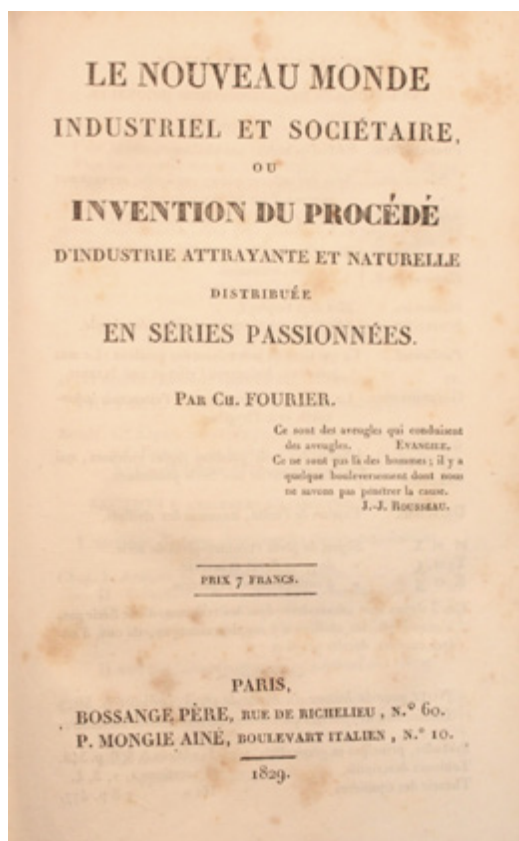 LE NOUVEAU MONDE
INDUSTRIEL ET SOCIÉTAIRE,
OU
INVENTION DU PROCÉDÉ
D'INDUSTRIE ATTRAYANTE ET NATURELLE
DISTRIBUÉE
EN SÉRIES PASSIONNÉES.
PAR CH. FOURIER.
Ce sont des aveugles qui conduisent
des aveugles. EVANGILE.
Ce ne sont pas là des hommes ; il y a
quelque bouleversement dont nous
ne savons pas pénétrer la cause.
J.-J. ROUSSEAU.
PRIX 7 FRANCS.
PARIS,
BOSSANGE PÈRE, RUE DE RICHELIEU, N.° 60.
P. MONGIE AINÉ, BOULEVART ITALIEN, N.° 10.
1829.